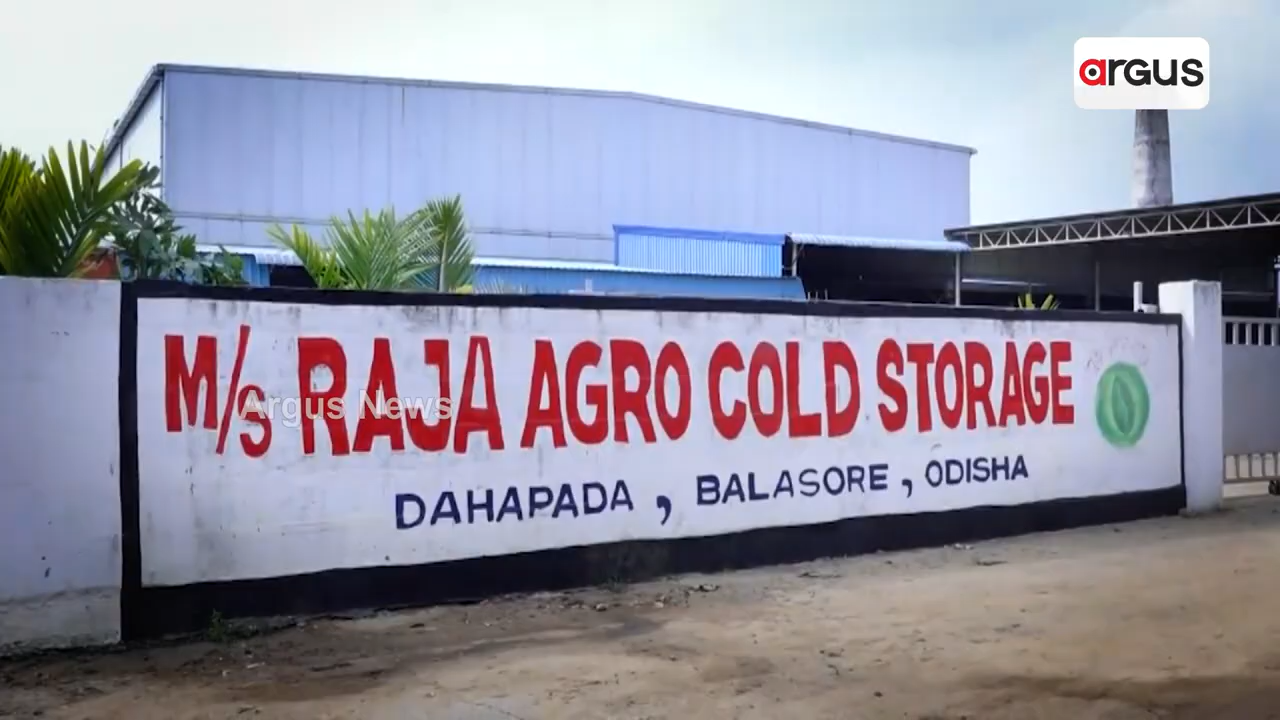 argus
M/s RAJA AGRO COLD STORAGE
Argus News
DAHAPADA , BALASORE , ODISHA